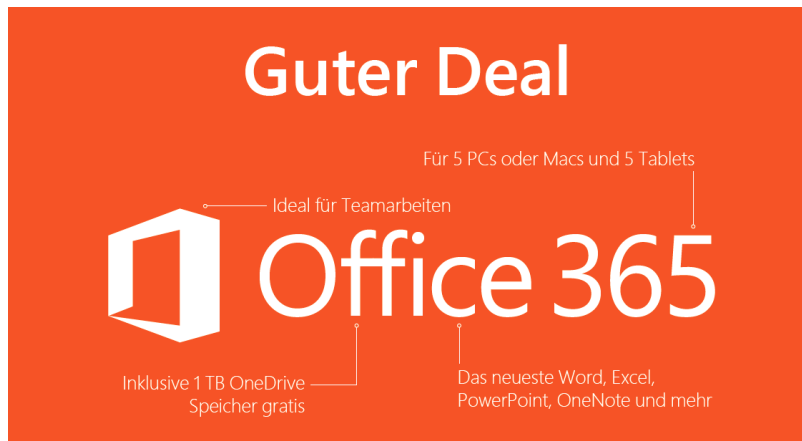 Guter Deal
Für 5 PCs oder Macs und 5 Tablets
Ideal für Teamarbeiten
Office 365
Inklusive 1 TB OneDrive
Speicher gratis
Das neueste Word, Excel,
PowerPoint, OneNote und mehr